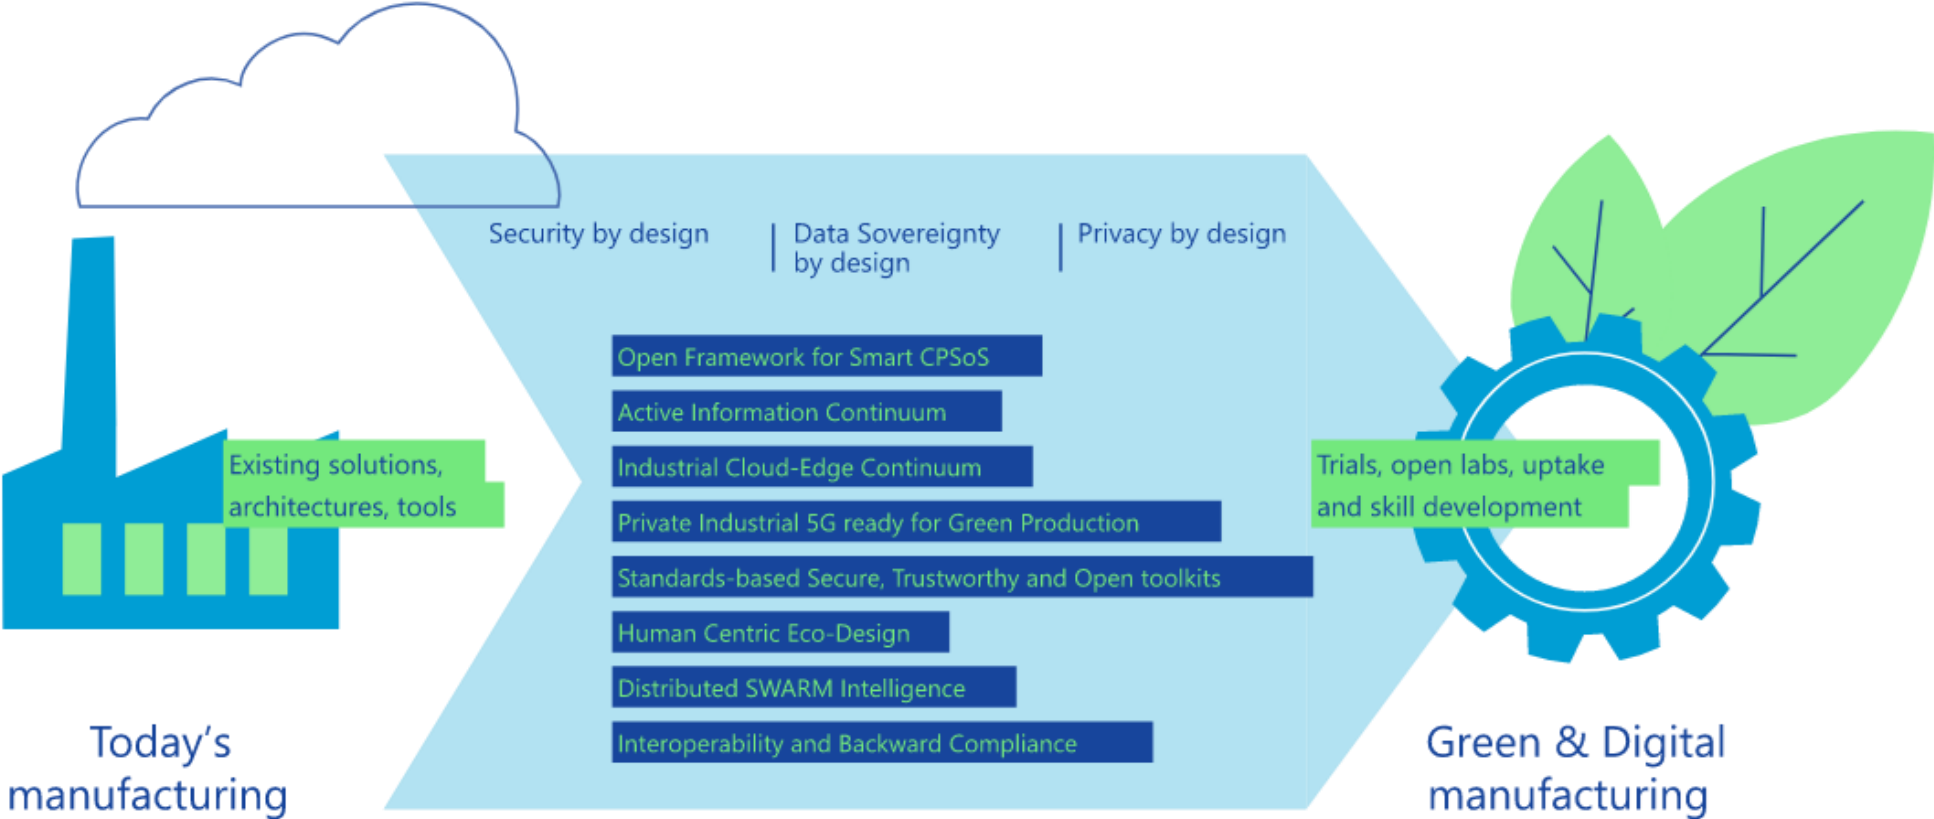 Security by design
Data Sovereignty
by design
Privacy by design
Open Framework for Smart CPSoS
Active Information Continuum
Industrial Cloud-Edge Continuum
Private Industrial 5G ready for Green Production
Standards-based Secure, Trustworthy and Open toolkits
Human Centric Eco-Design
Distributed SWARM Intelligence
Interoperability and Backward Compliance
Existing solutions,
architectures, tools
Trials, open labs, uptake
and skill development
Today’s
manufacturing
Green & Digital
manufacturing